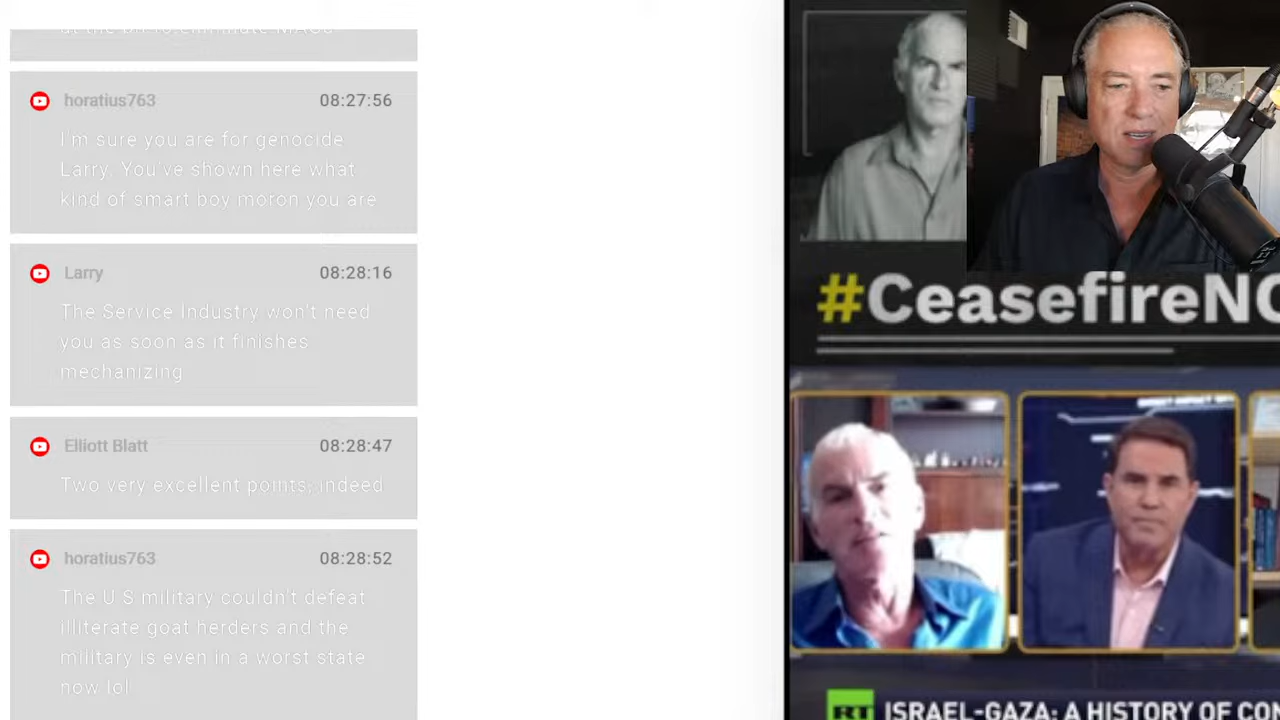 horatius763 08:27:56
I'm sure you are for genocide
Larry. You've shown here what
kind of smart boy moron you are
Larry 08:28:16
The Service Industry won't need
you as soon as it finishes
mechanizing
Elliott Blatt 08:28:47
Two very excellent points, indeed
horatius763 08:28:52
The U S military couldn't defeat
illiterate goat herders and the
military is even in a worst state
now lol
#CeasefireNO
RT ISRAEL-GAZA: A HISTORY OF CON